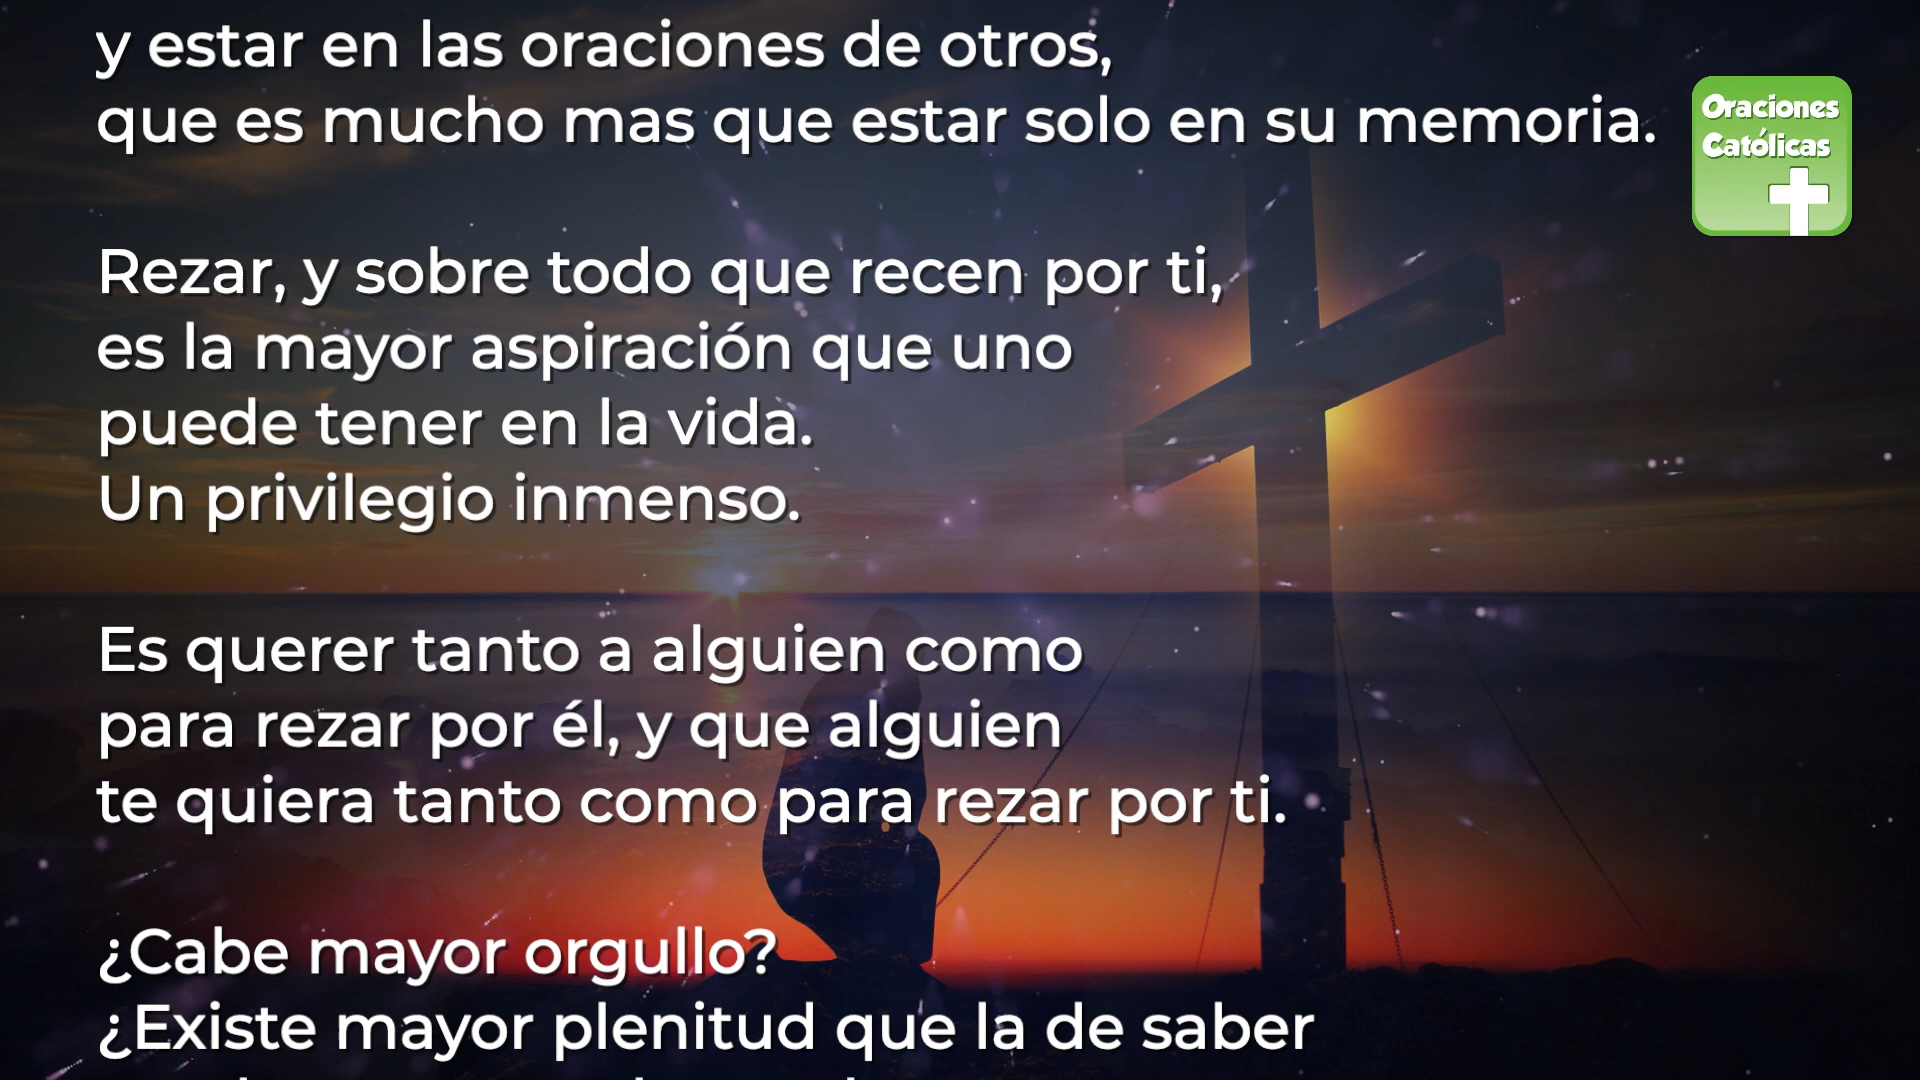 y estar en las oraciones de otros,
que es mucho mas que estar solo en su memoria.
Rezar, y sobre todo que recen por ti,
es la mayor aspiración que uno
puede tener en la vida.
Un privilegio inmenso.
Es querer tanto a alguien como
para rezar por él, y que alguien
te quiera tanto como para rezar por ti.
¿Cabe mayor orgullo?
¿Existe mayor plenitud que la de saber
Oraciones
Católicas